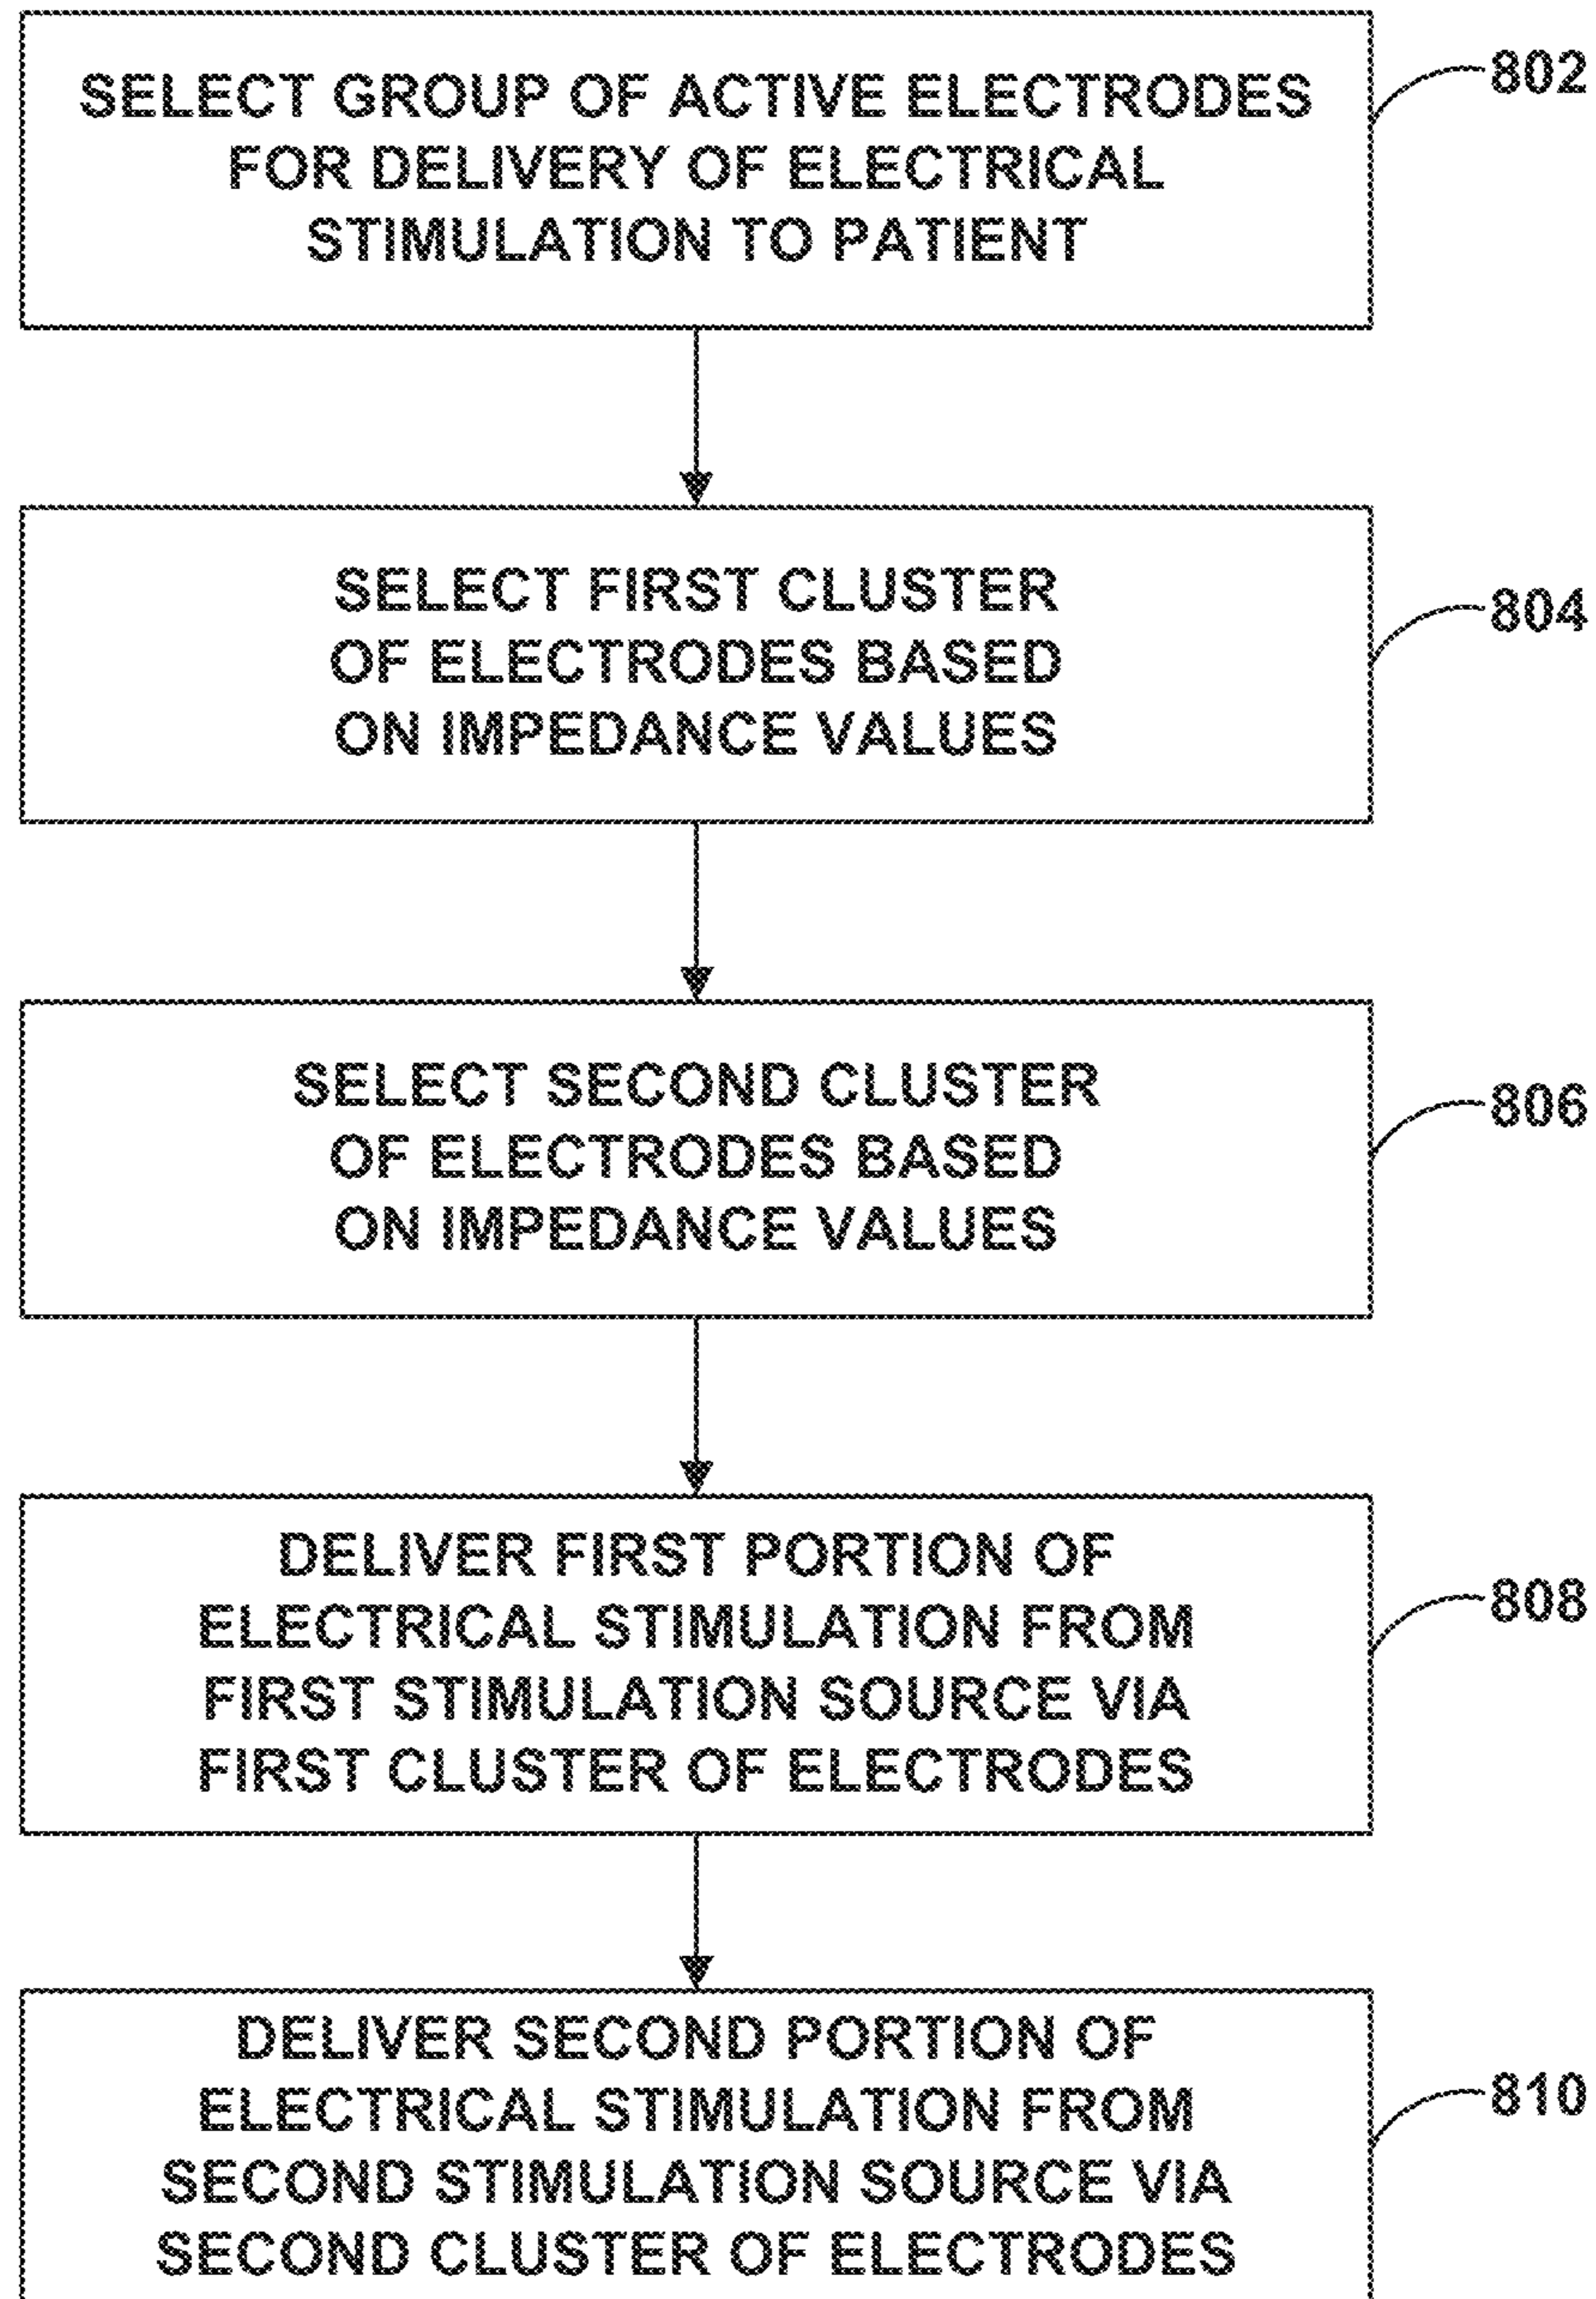 SELECT GROUP OF ACTIVE ELECTRODES
FOR DELIVERY OF ELECTRICAL
STIMULATION TO PATIENT
802
SELECT FIRST CLUSTER
OF ELECTRODES BASED
ON IMPEDANCE VALUES
804
SELECT SECOND CLUSTER
OF ELECTRODES BASED
ON IMPEDANCE VALUES
806
DELIVER FIRST PORTION OF
ELECTRICAL STIMULATION FROM
FIRST STIMULATION SOURCE VIA
FIRST CLUSTER OF ELECTRODES
808
DELIVER SECOND PORTION OF
ELECTRICAL STIMULATION FROM
SECOND STIMULATION SOURCE VIA
SECOND CLUSTER OF ELECTRODES
810